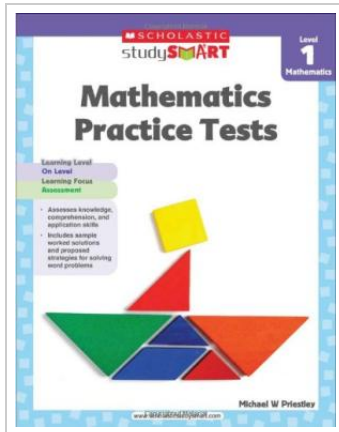 SCHOLASTIC
studySMART
Level
1
Mathematics
Mathematics
Practice Tests
Learning Level
On Level
Learning Focus
Assessment
• Assesses knowledge,
comprehension, and
application skills
• Includes sample
worked solutions
and proposed
strategies for solving
word problems
Michael W Priestley